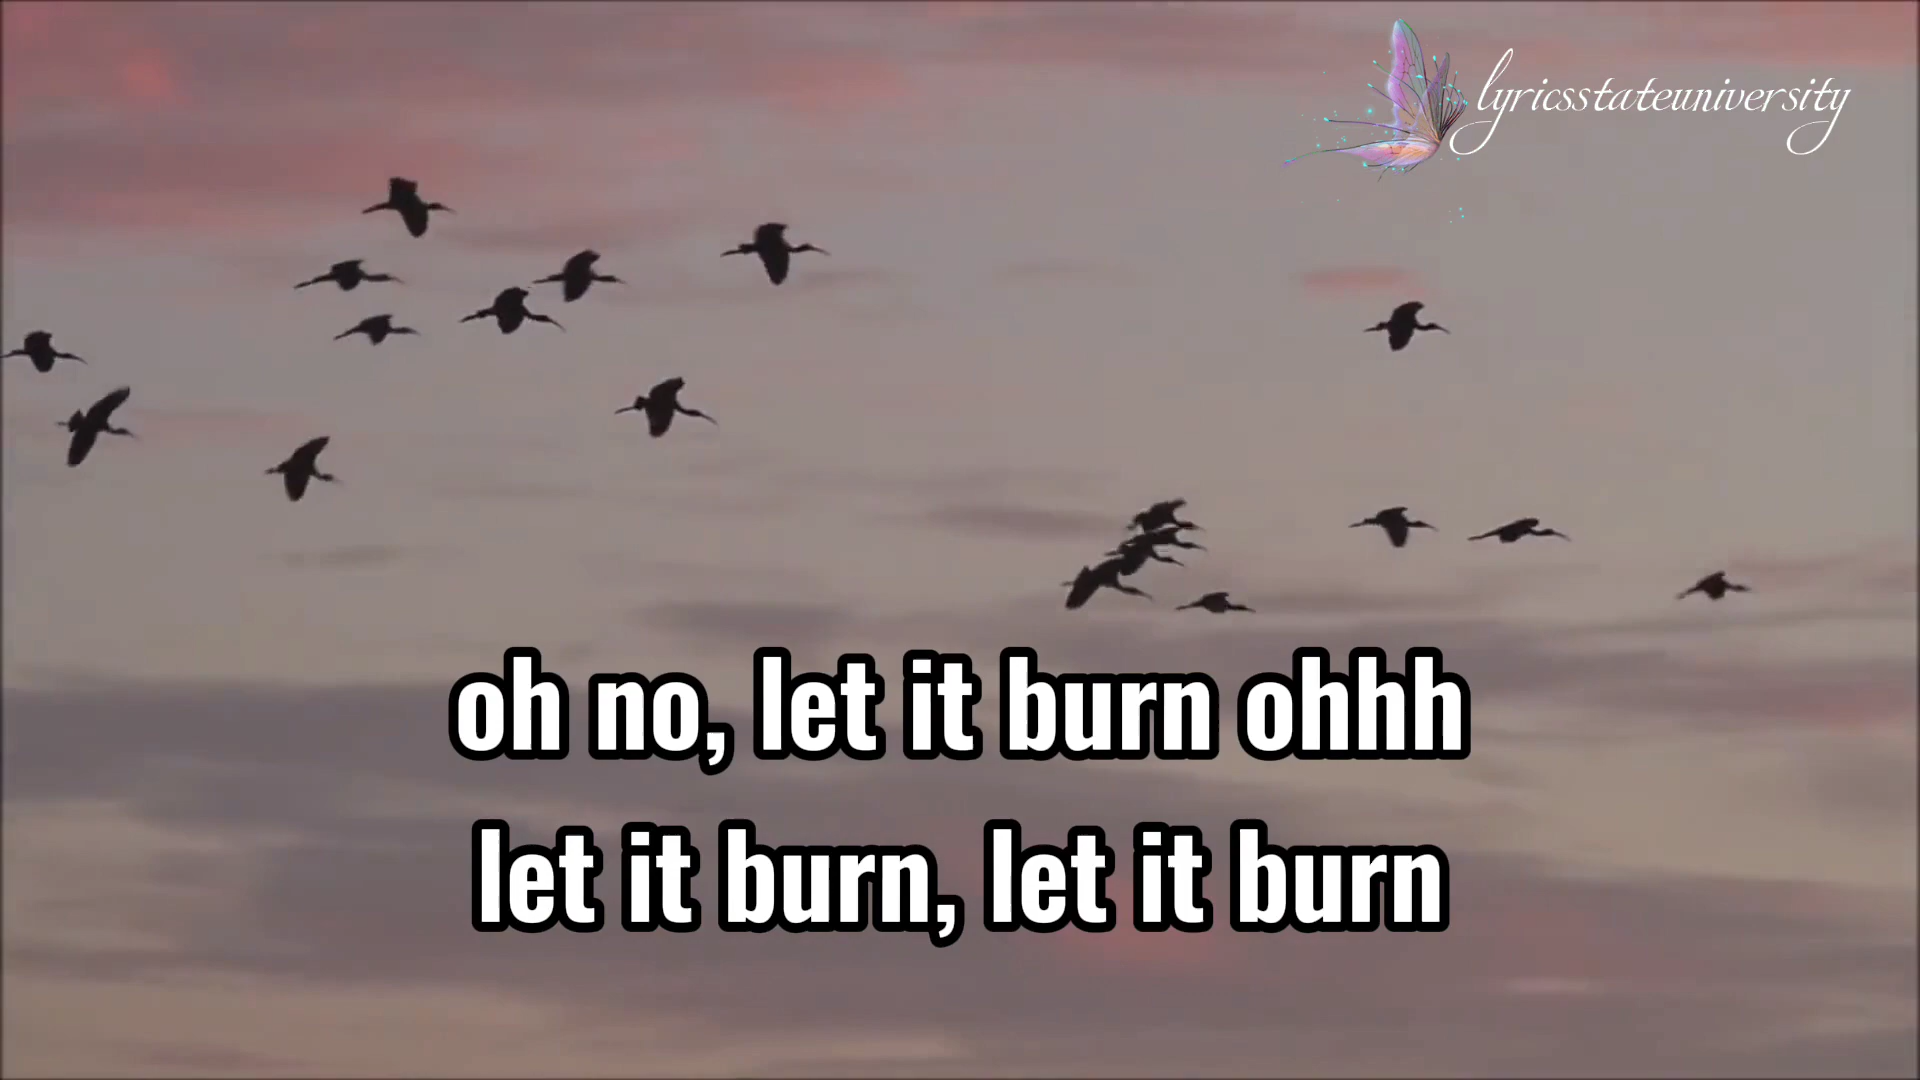 lyricsstateuniversity
oh no, let it burn ohhh
let it burn, let it burn